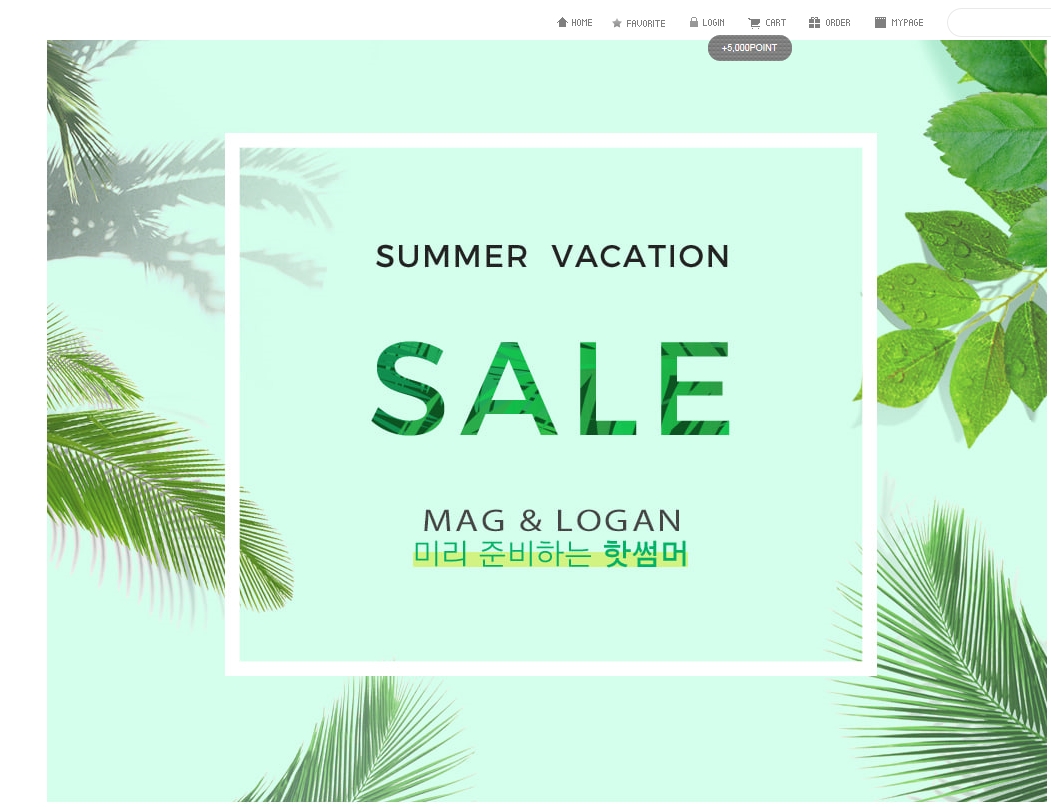 HOME FAVORITE LOGIN CART ORDER MYPAGE
+5,000POINT
SUMMER VACATION
SALE
MAG & LOGAN
미리 준비하는 핫썸머